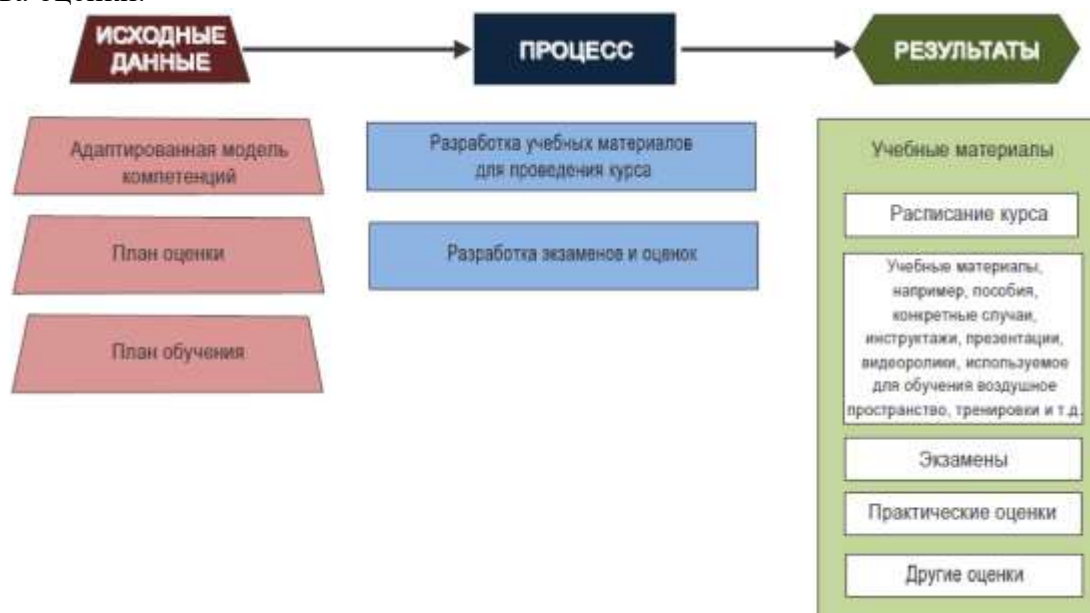 ИСХОДНЫЕ
ДАННЫЕ
ПРОЦЕСС
РЕЗУЛЬТАТЫ
Адаптированная модель
компетенций
План оценки
План обучения
Разработка учебных материалов
для проведения курса
Разработка экзаменов и оценок
Учебные материалы
Расписание курса
Учебные материалы,
например, пособия,
конкретные случаи,
инструктажи, презентации,
видеоролики, используемое
для обучения воздушное
пространство, тренировки и т.д.
Экзамены
Практические оценки
Другие оценки